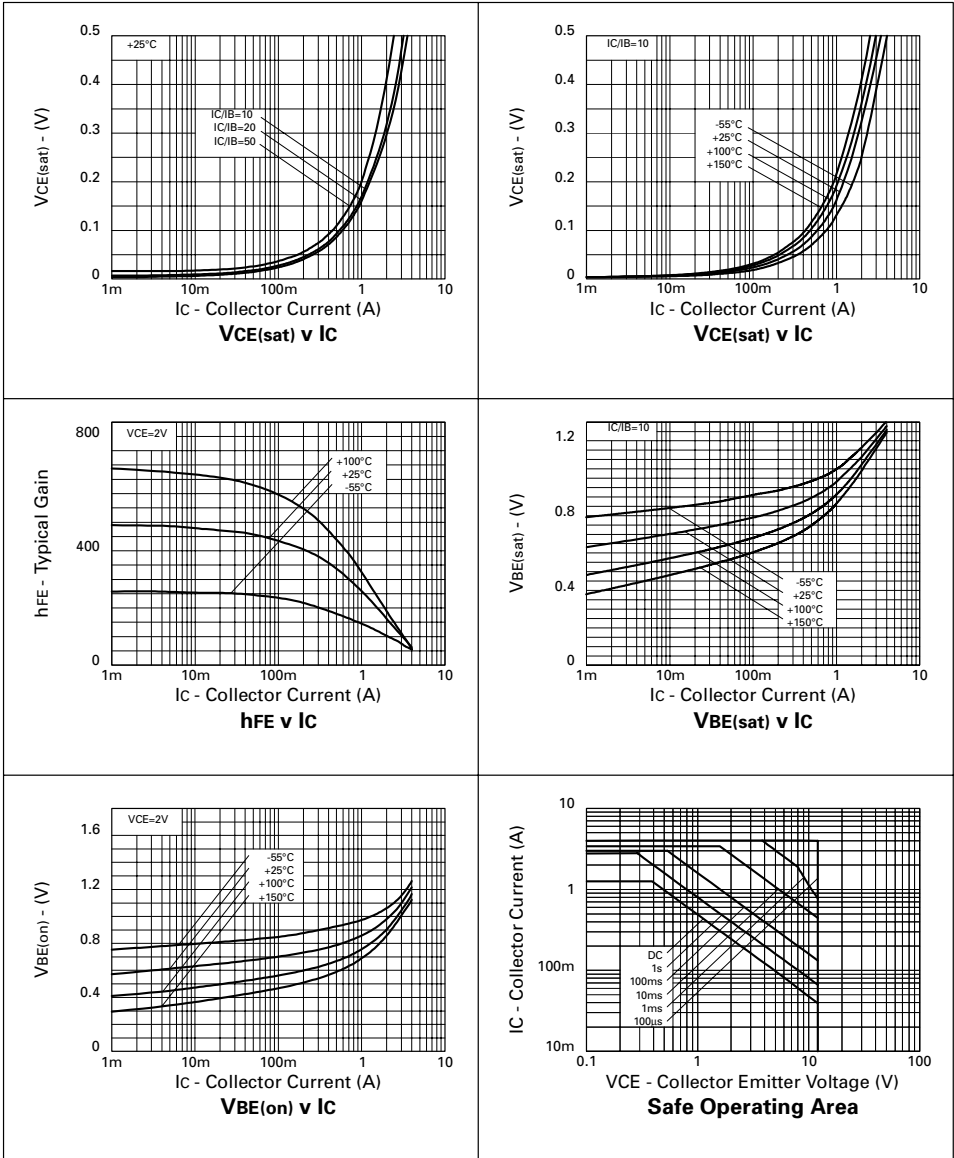 0.5
+25°C
0.4
0.3
IC/IB=10
IC/IB=20
IC/IB=50
0.2
0.1
0
VCE(sat) - (V)
1m 10m 100m 1 10
IC - Collector Current (A)
VCE(sat) v IC
0.5
IC/IB=10
0.4
0.3
-55°C
+25°C
+100°C
+150°C
0.2
0.1
0
VCE(sat) - (V)
1m 10m 100m 1 10
IC - Collector Current (A)
VCE(sat) v IC
800
VCE=2V
+100°C
+25°C
-55°C
400
0
hFE - Typical Gain
1m 10m 100m 1 10
IC - Collector Current (A)
hFE v IC
1.2
IC/IB=10
0.8
0.4
-55°C
+25°C
+100°C
+150°C
0
VBE(sat) - (V)
1m 10m 100m 1 10
IC - Collector Current (A)
VBE(sat) v IC
1.6
VCE=2V
-55°C
+25°C
+100°C
+150°C
1.2
0.8
0.4
0
VBE(on) - (V)
1m 10m 100m 1 10
IC - Collector Current (A)
VBE(on) v IC
10
1
100m
10m
IC - Collector Current (A)
DC
1s
100ms
10ms
1ms
100µs
0.1 1 10 100
VCE - Collector Emitter Voltage (V)
Safe Operating Area